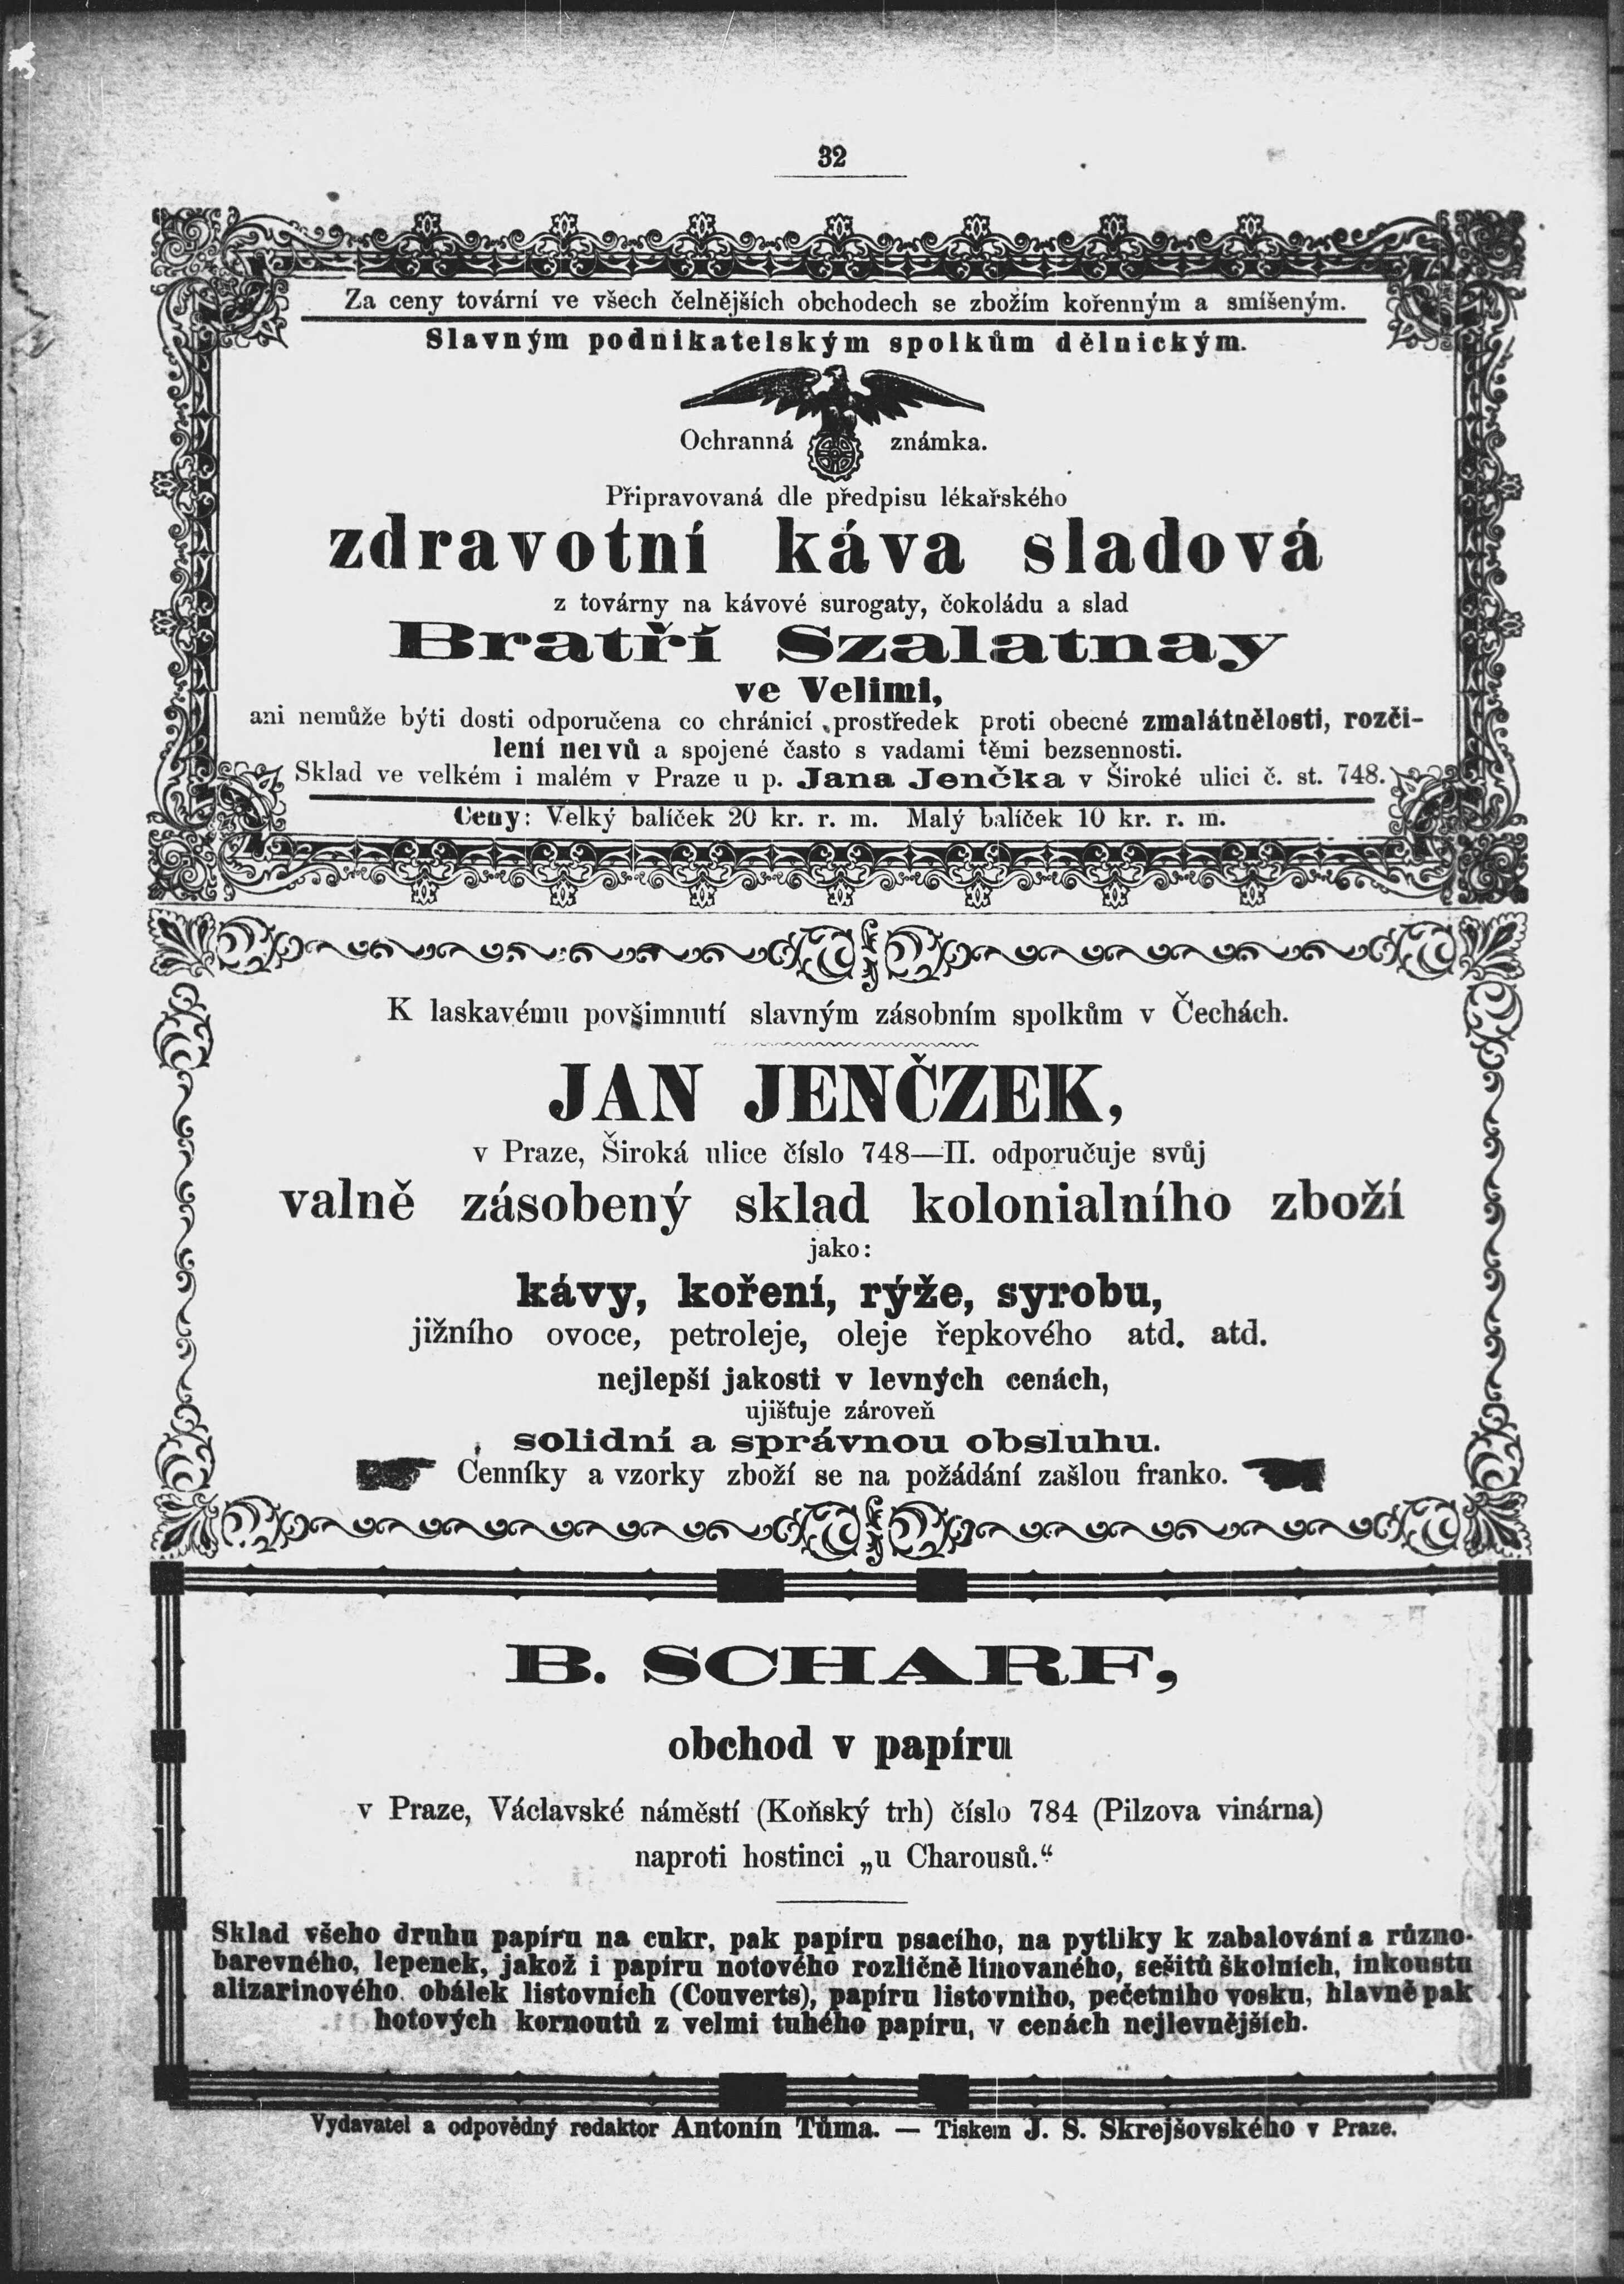 32
Za ceny tovární ve všech čelnějších obchodech se zbožím kořenným a smíšeným.
Slavným podnikatelským spolkům dělnickým.
Ochranná známka.
Připravovaná dle předpisu lékařského
zdravotní káva sladová
z továrny na kávové surogaty, čokoládu a slad
Bratří Szalatnay
ve Velimi,
ani nemůže býti dosti odporučena co chránicí prostředek proti obecné zmalátnělosti, rozči-
lení nervů a spojené často s vadami těmi bezsennosti.
Sklad ve velkém i malém v Praze u p. Jana Jenčka v Široké ulici č. st. 748.
Ceny: Velký balíček 20 kr. r. m. Malý balíček 10 kr. r. m.
K laskavému povšimnutí slavným zásobním spolkům v Čechách.
JAN JENČZEK,
v Praze, Široká ulice číslo 748—II. odporučuje svůj
valně zásobený sklad kolonialního zboží
jako:
kávy, koření, rýže, syrobu,
jižního ovoce, petroleje, oleje řepkového atd. atd.
nejlepší jakosti v levných cenách,
ujišťuje zároveň
solidní a správnou obsluhu.
Cenníky a vzorky zboží se na požádání zašlou franko.
B. SCHARF,
obchod v papíru
v Praze, Václavské náměstí (Koňský trh) číslo 784 (Pilzova vinárna)
naproti hostinci „u Charousů.“
Sklad všeho druhu papíru na cukr, pak papíru psacího, na pytlíky k zabalování a různo-
barevného, lepenek, jakož i papíru notového rozličně linovaného, sešitů školních, inkoustu
alizarinového, obálek listovních (Couverts), papíru listovního, pečetního vosku, hlavně pak
hotových kornoutů z velmi tuhého papíru, v cenách nejlevnějších.
Vydavatel a odpovědný redaktor Antonín Tůma. — Tiskem J. S. Skrejšovského v Praze.